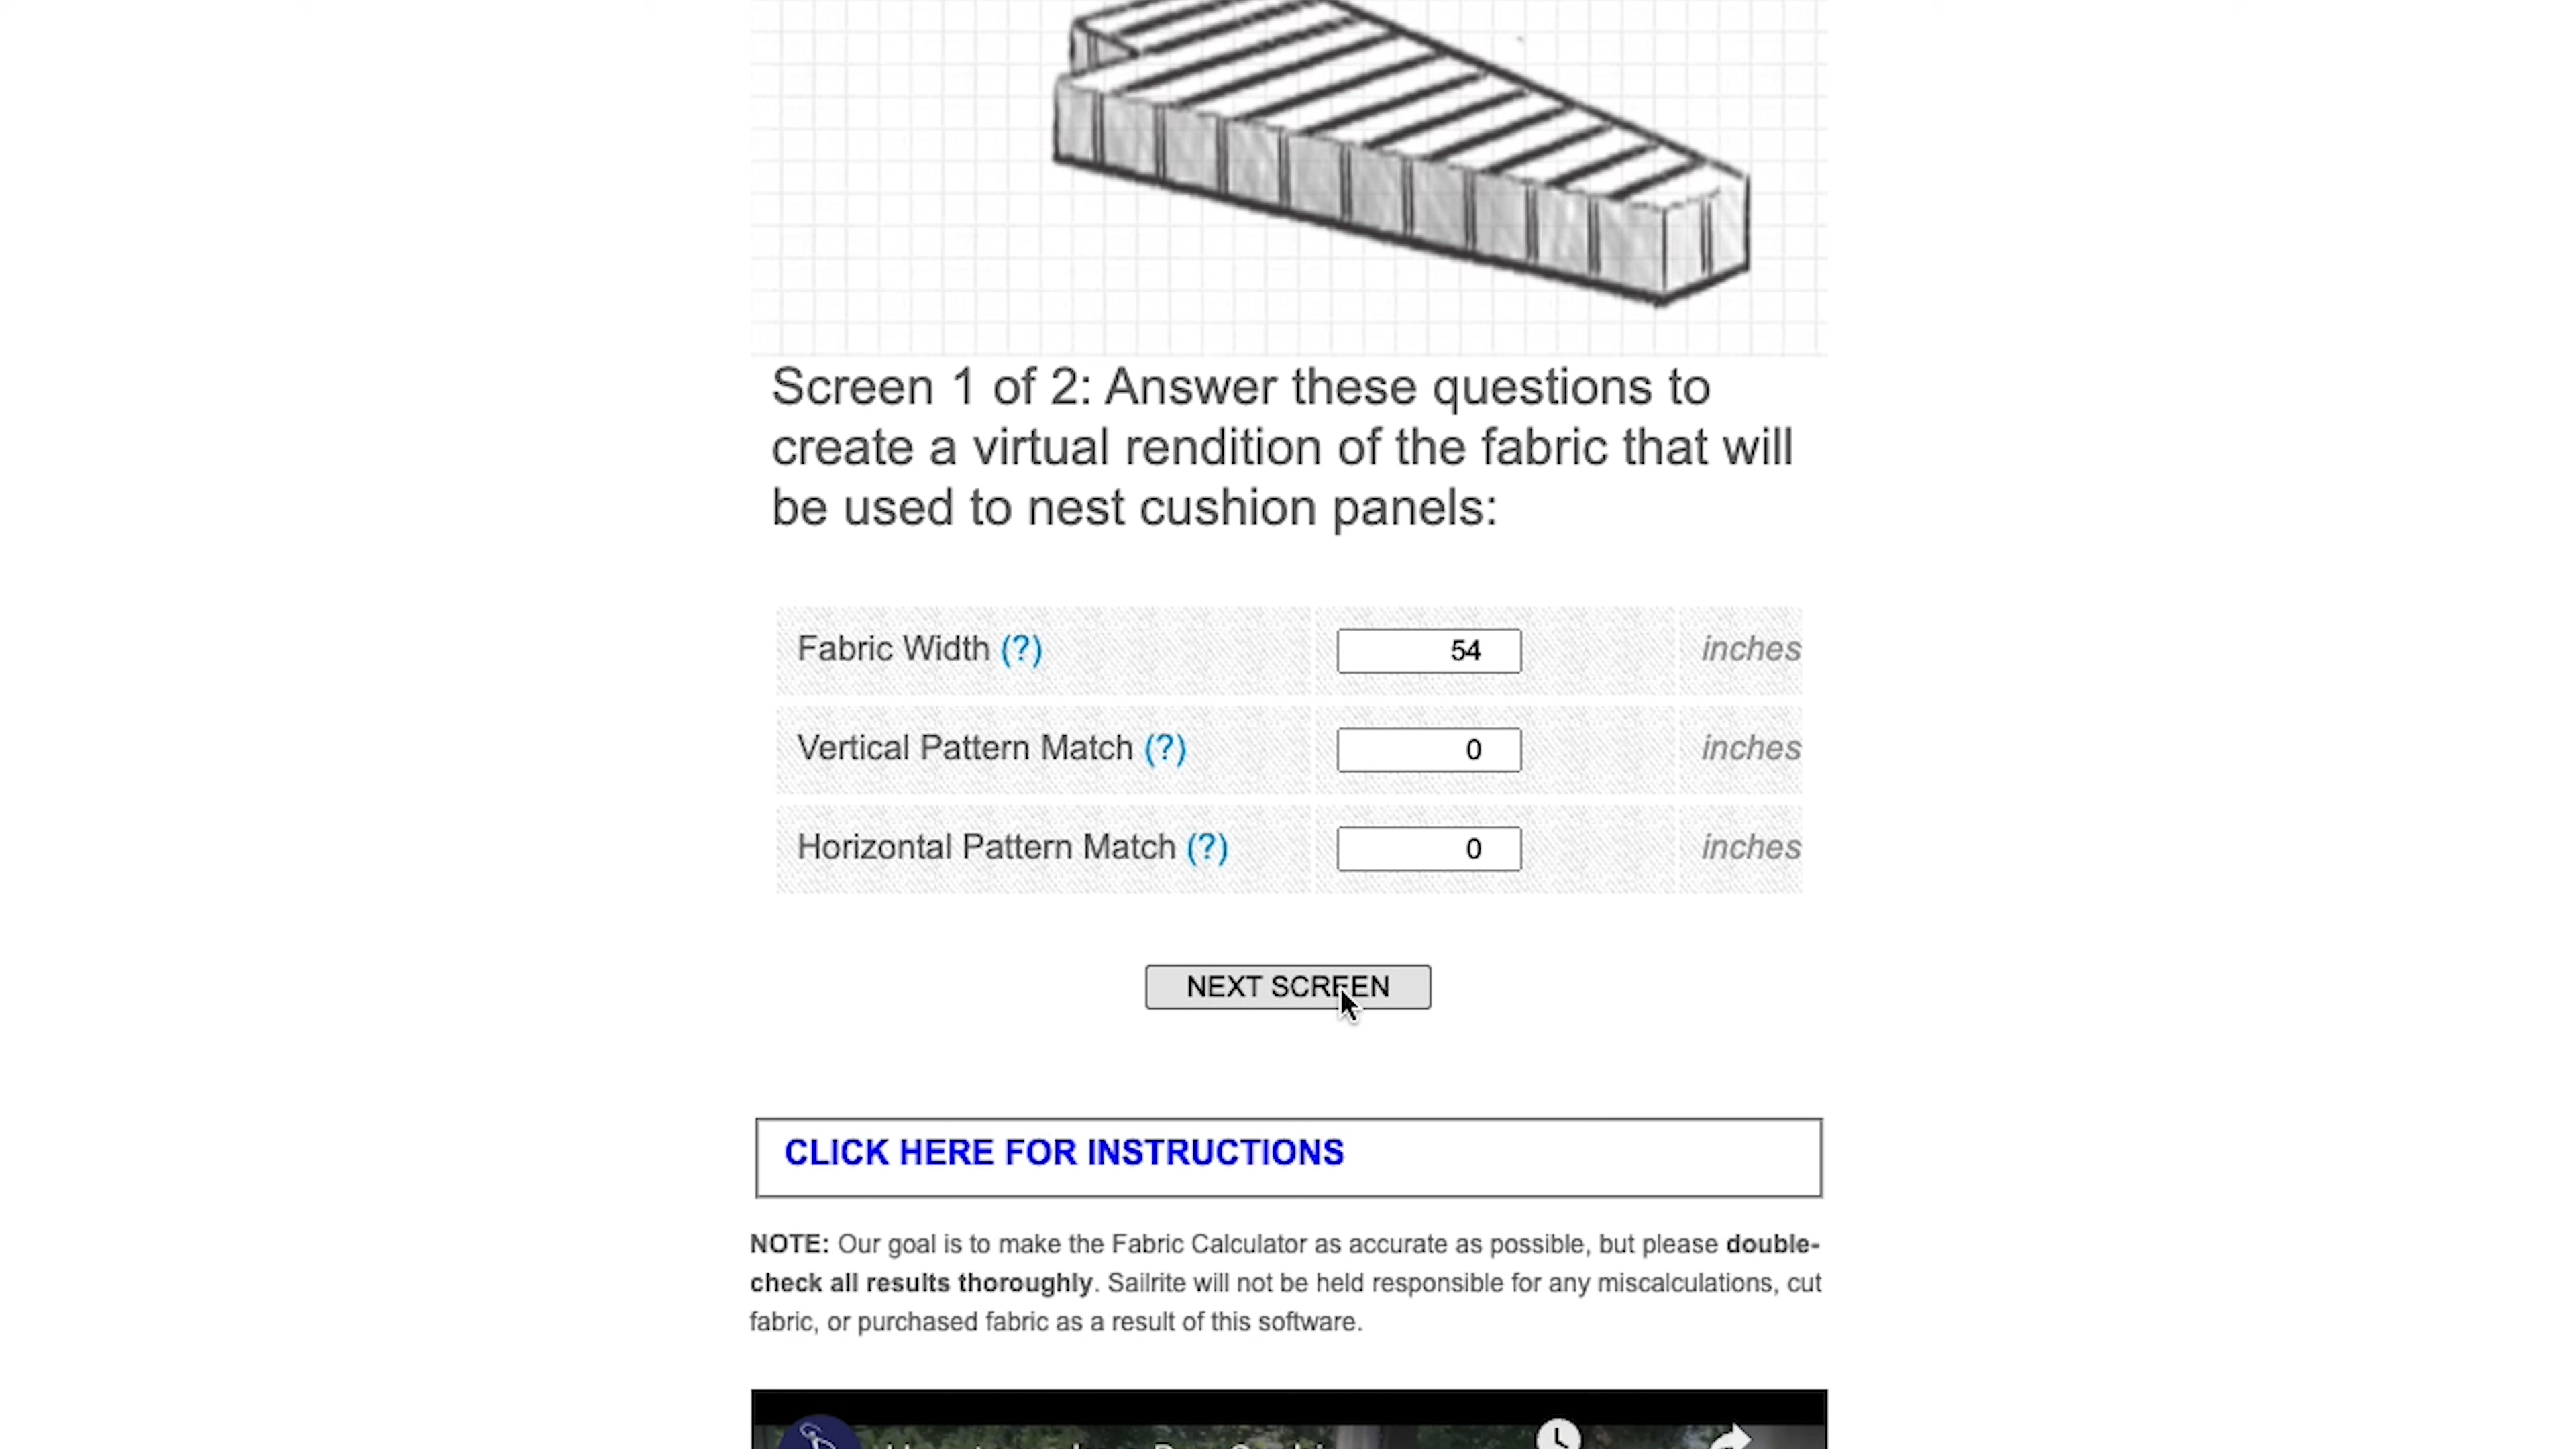 Screen 1 of 2: Answer these questions to
create a virtual rendition of the fabric that will
be used to nest cushion panels:
Fabric Width (?) 54 inches
Vertical Pattern Match (?) 0 inches
Horizontal Pattern Match (?) 0 inches
NEXT SCREEN
CLICK HERE FOR INSTRUCTIONS
NOTE: Our goal is to make the Fabric Calculator as accurate as possible, but please double-
check all results thoroughly. Sailrite will not be held responsible for any miscalculations, cut
fabric, or purchased fabric as a result of this software.